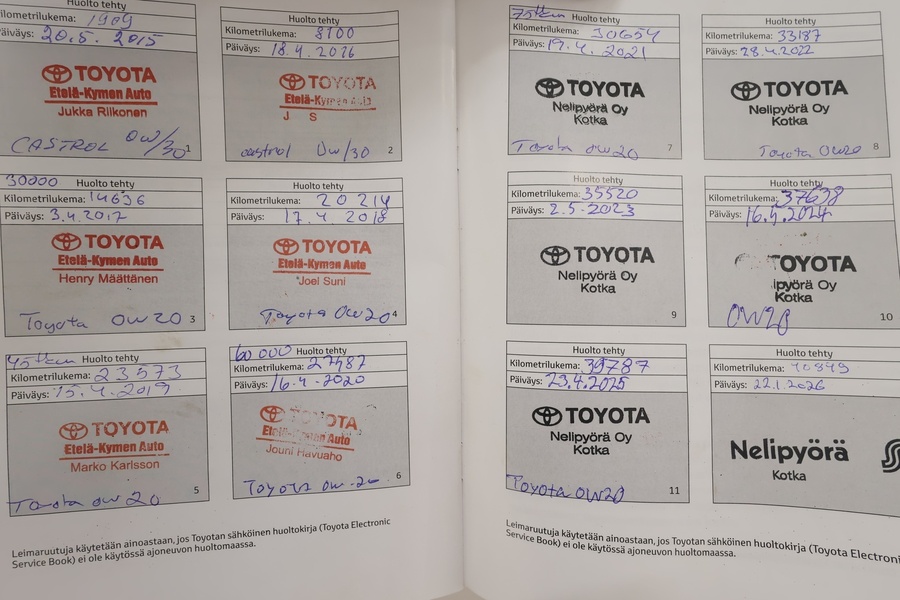 Huolto tehty
Kilometrilukema: 1909
Päiväys: 20.5. 2015
TOYOTA
Etelä-Kymen Auto
Jukka Riikonen
CASTROL 0W/30
1
Huolto tehty
Kilometrilukema: 8100
Päiväys: 18.4.2016
TOYOTA
Etelä-Kymen Auto
J S
castrol 0w/30
2
30000 Huolto tehty
Kilometrilukema: 14636
Päiväys: 3.4.2017
TOYOTA
Etelä-Kymen Auto
Henry Määttänen
Toyota 0W20
3
Huolto tehty
Kilometrilukema: 20214
Päiväys: 17.4 2018
TOYOTA
Etelä-Kymen Auto
Joel Suni
Toyota 0W20
4
45tkm Huolto tehty
Kilometrilukema: 23573
Päiväys: 15.4.2019
TOYOTA
Etelä-Kymen Auto
Marko Karlsson
Toyota 0W20
5
60 000 Huolto tehty
Kilometrilukema: 27487
Päiväys: 16.4-2020
TOYOTA
Etelä-Kymen Auto
Jouni Havuaho
Toyota 0W-20
6
Leimaruutuja käytetään ainoastaan, jos Toyotan sähköinen huoltokirja (Toyota Electronic
Service Book) ei ole käytössä ajoneuvon huoltomaassa.
75tkm Huolto tehty
Kilometrilukema: 30654
Päiväys: 19.4. 2021
TOYOTA
Nelipyörä Oy
Kotka
Toyota 0W20
7
Huolto tehty
Kilometrilukema: 33187
Päiväys: 28.4.2022
TOYOTA
Nelipyörä Oy
Kotka
Toyota 0W20
8
Huolto tehty
Kilometrilukema: 35520
Päiväys: 2.5-2023
TOYOTA
Nelipyörä Oy
Kotka
9
Huolto tehty
Kilometrilukema: 37638
Päiväys: 16.5.2024
TOYOTA
ipyörä Oy
Kotka
0W20
10
Huolto tehty
Kilometrilukema: 39787
Päiväys: 23.4.2025
TOYOTA
Nelipyörä Oy
Kotka
Toyota 0W20
11
Huolto tehty
Kilometrilukema: 40849
Päiväys: 22.1.2026
Nelipyörä
Kotka
Leimaruutuja käytetään ainoastaan, jos Toyotan sähköinen huoltokirja (Toyota Electroni
Service Book) ei ole käytössä ajoneuvon huoltomaassa.